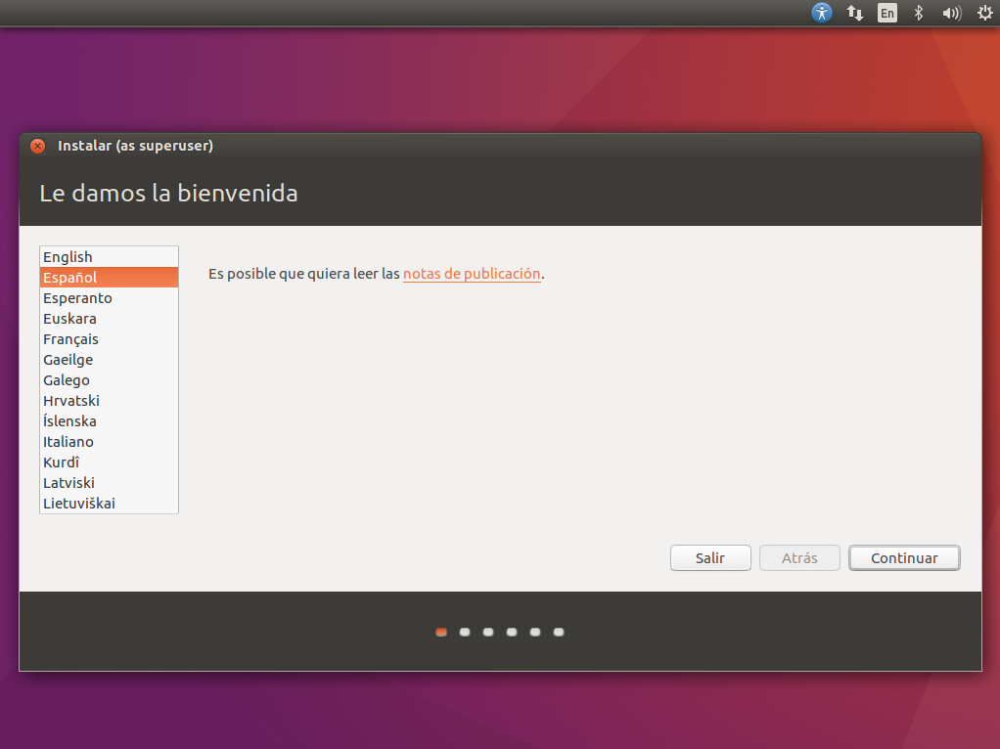 En
Instalar (as superuser)
Le damos la bienvenida
English
Español
Esperanto
Euskara
Français
Gaeilge
Galego
Hrvatski
Íslenska
Italiano
Kurdî
Latviski
Lietuviškai
Es posible que quiera leer las notas de publicación.
Salir Atrás Continuar